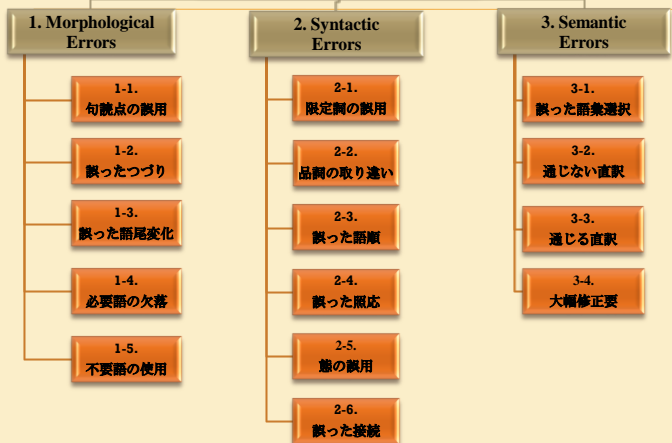 1. Morphological
Errors
1-1.
句読点の誤用
1-2.
誤ったつづり
1-3.
誤った語尾変化
1-4.
必要語の欠落
1-5.
不要語の使用
2. Syntactic
Errors
2-1.
限定詞の誤用
2-2.
品詞の取り違い
2-3.
誤った語順
2-4.
誤った照応
2-5.
態の誤用
2-6.
誤った接続
3. Semantic
Errors
3-1.
誤った語彙選択
3-2.
通じない直訳
3-3.
通じる直訳
3-4.
大幅修正要